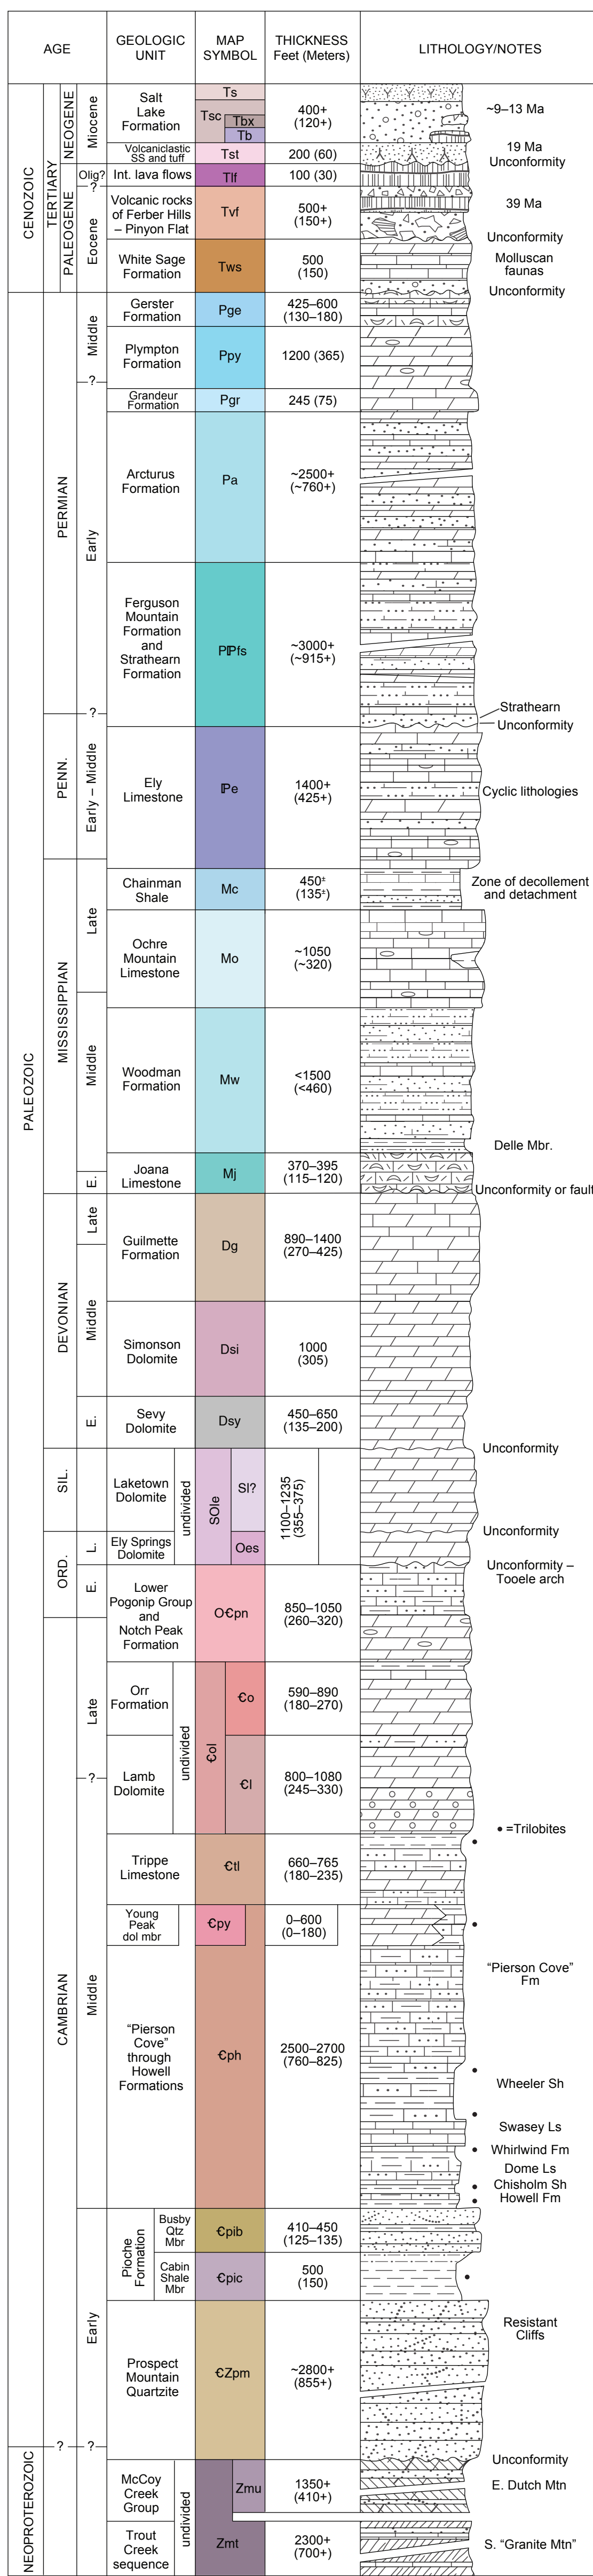 AGE
GEOLOGIC
UNIT
MAP
SYMBOL
THICKNESS
Feet (Meters)
LITHOLOGY/NOTES
CENOZOIC
TERTIARY
NEOGENE
PALEOGENE
Miocene
Olig?
?
Eocene
Salt
Lake
Formation
Ts
Tsc
Tbx
Tb
400+
(120+)
~9–13 Ma
Volcaniclastic
SS and tuff
Tst
200 (60)
19 Ma
Unconformity
Int. lava flows
Tlf
100 (30)
Volcanic rocks
of Ferber Hills
– Pinyon Flat
Tvf
500+
(150+)
39 Ma
Unconformity
White Sage
Formation
Tws
500
(150)
Molluscan
faunas
Unconformity
PALEOZOIC
PERMIAN
Middle
?
Early
?
Gerster
Formation
Pge
425–600
(130–180)
Plympton
Formation
Ppy
1200 (365)
Grandeur
Formation
Pgr
245 (75)
Arcturus
Formation
Pa
~2500+
(~760+)
Ferguson
Mountain
Formation
and
Strathearn
Formation
PIPfs
~3000+
(~915+)
Strathearn
Unconformity
PENN.
Early – Middle
Ely
Limestone
IPe
1400+
(425+)
Cyclic lithologies
MISSISSIPPIAN
Late
Middle
E.
Chainman
Shale
Mc
450±
(135±)
Zone of decollement
and detachment
Ochre
Mountain
Limestone
Mo
~1050
(~320)
Woodman
Formation
Mw
<1500
(<460)
Delle Mbr.
Joana
Limestone
Mj
370–395
(115–120)
Unconformity or fault
DEVONIAN
Late
Middle
E.
Guilmette
Formation
Dg
890–1400
(270–425)
Simonson
Dolomite
Dsi
1000
(305)
Sevy
Dolomite
Dsy
450–650
(135–200)
Unconformity
SIL.
Laketown
Dolomite
undivided
SOle
Sl?
1100–1235
(355–375)
Unconformity
ORD.
L.
E.
Ely Springs
Dolomite
Oes
Unconformity –
Tooele arch
Lower
Pogonip Group
and
Notch Peak
Formation
OЄpn
850–1050
(260–320)
CAMBRIAN
Late
?
Middle
Early
?
Orr
Formation
undivided
Єol
Єo
590–890
(180–270)
Lamb
Dolomite
Єl
800–1080
(245–330)
• =Trilobites
Trippe
Limestone
Єtl
660–765
(180–235)
Young
Peak
dol mbr
Єpy
0–600
(0–180)
"Pierson
Cove"
through
Howell
Formations
Єph
2500–2700
(760–825)
"Pierson Cove"
Fm
Wheeler Sh
Swasey Ls
Whirlwind Fm
Dome Ls
Chisholm Sh
Howell Fm
Pioche
Formation
Busby
Qtz
Mbr
Єpib
410–450
(125–135)
Cabin
Shale
Mbr
Єpic
500
(150)
Prospect
Mountain
Quartzite
ЄZpm
~2800+
(855+)
Resistant
Cliffs
?
NEOPROTEROZOIC
Unconformity
McCoy
Creek
Group
undivided
Zmu
1350+
(410+)
E. Dutch Mtn
Trout
Creek
sequence
Zmt
2300+
(700+)
S. "Granite Mtn"